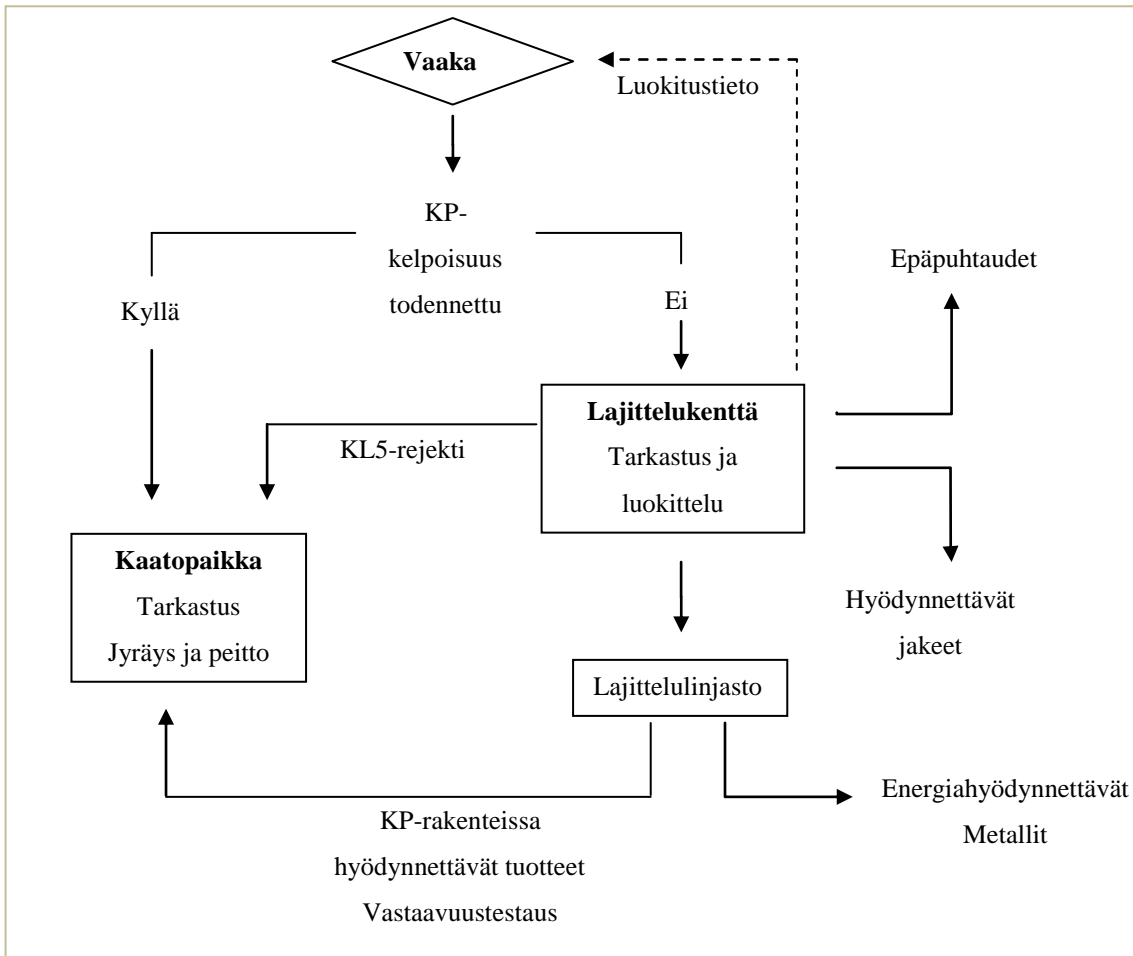 Vaaka
Luokitustieto
KP-
kelpoisuus
todennettu
Kyllä
Ei
Epäpuhtaudet
Lajittelukenttä
Tarkastus ja
luokittelu
KL5-rejekti
Kaatopaikka
Tarkastus
Jyräys ja peitto
Hyödynnettävät
jakeet
Lajittelulinjasto
Energiahyödynnettävät
Metallit
KP-rakenteissa
hyödynnettävät tuotteet
Vastaavuustestaus